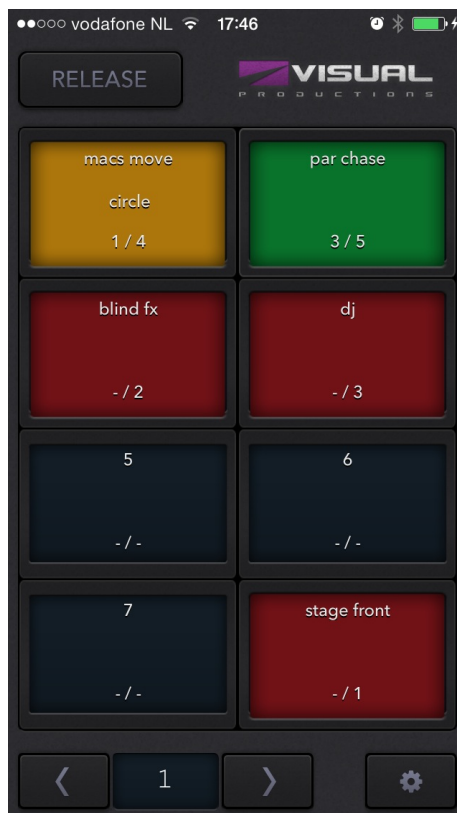 vodafone NL 17:46
RELEASE
VISUAL
PRODUCTIONS
macs move
circle
1 / 4
par chase
3 / 5
blind fx
- / 2
dj
- / 3
5
- / -
6
- / -
7
- / -
stage front
- / 1
1